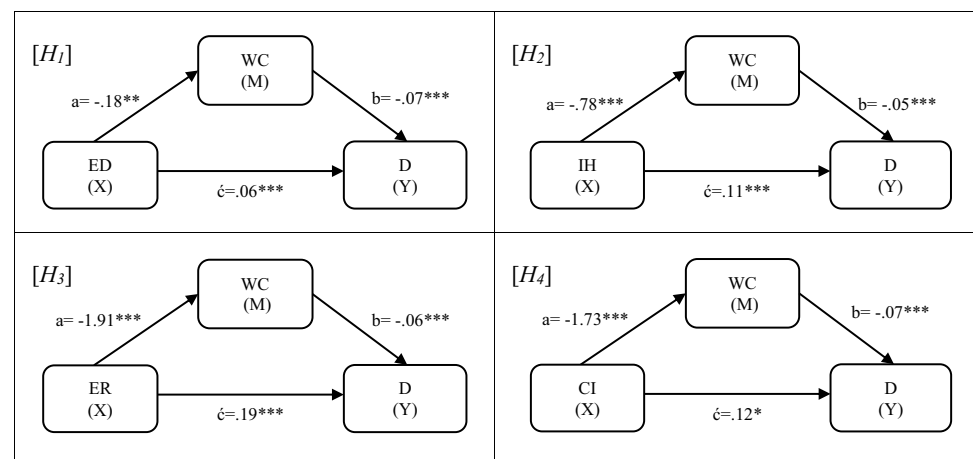 [H1]
WC
(M)
a= -.18**
b= -.07***
ED
(X)
D
(Y)
ć=.06***
[H2]
WC
(M)
a= -.78***
b= -.05***
IH
(X)
D
(Y)
ć=.11***
[H3]
WC
(M)
a= -1.91***
b= -.06***
ER
(X)
D
(Y)
ć=.19***
[H4]
WC
(M)
a= -1.73***
b= -.07***
CI
(X)
D
(Y)
ć=.12*